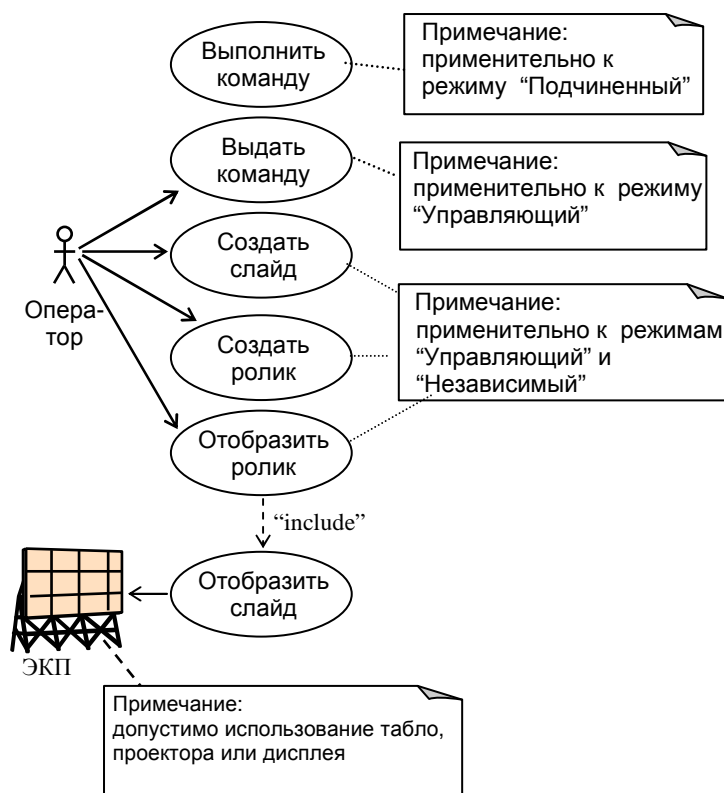 Выполнить
команду
Примечание:
применительно к
режиму “Подчиненный”
Выдать
команду
Примечание:
применительно к режиму
“Управляющий”
Создать
слайд
Опера-
тор
Примечание:
применительно к режимам
“Управляющий” и
“Независимый”
Создать
ролик
Отобразить
ролик
“include”
Отобразить
слайд
ЭКП
Примечание:
допустимо использование табло,
проектора или дисплея